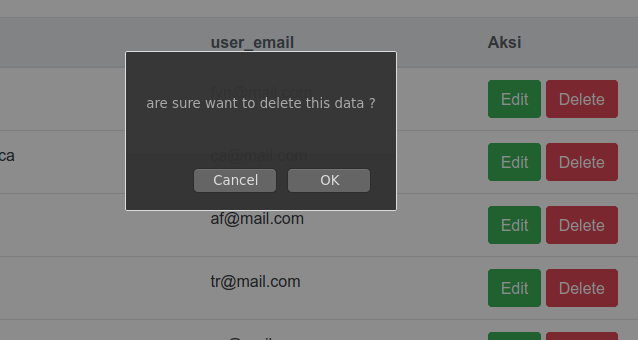 user_email Aksi
Edit Delete
are sure want to delete this data ?
ca Edit Delete
Cancel OK
af@mail.com Edit Delete
tr@mail.com Edit Delete